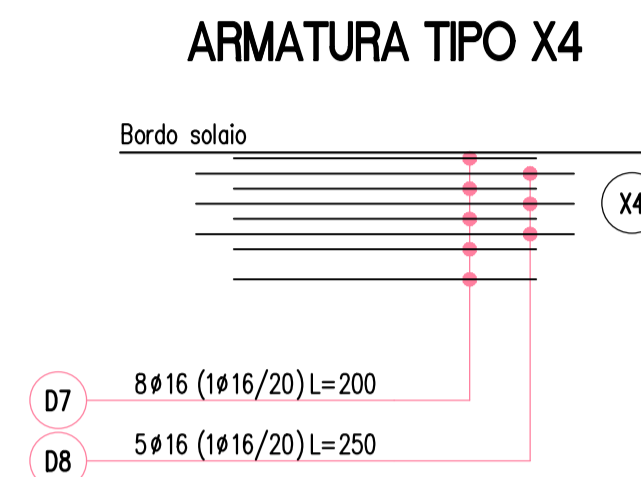 ARMATURA TIPO X4
Bordo solaio
X4
D7
8ø16 (1ø16/20) L=200
D8
5ø16 (1ø16/20) L=250